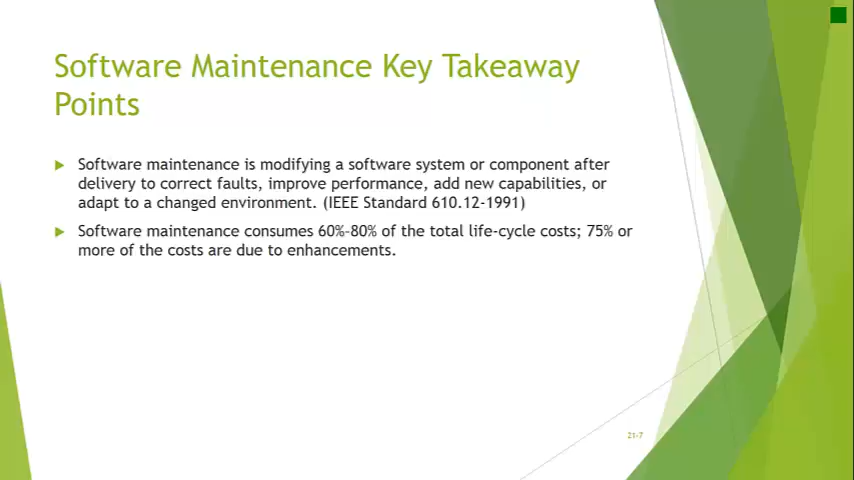 Software Maintenance Key Takeaway
Points
Software maintenance is modifying a software system or component after
delivery to correct faults, improve performance, add new capabilities, or
adapt to a changed environment. (IEEE Standard 610.12-1991)
Software maintenance consumes 60%-80% of the total life-cycle costs; 75% or
more of the costs are due to enhancements.
21-7